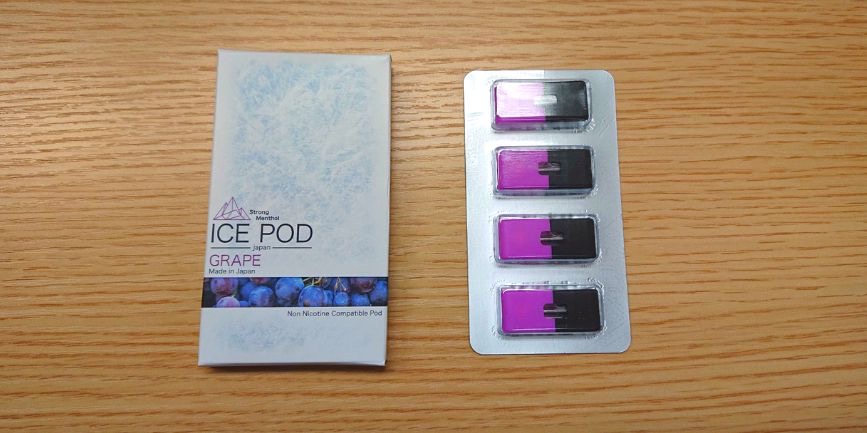 Strong
Menthol
ICE POD
Japan
GRAPE
Made in Japan
Non Nicotine Compatible Pod